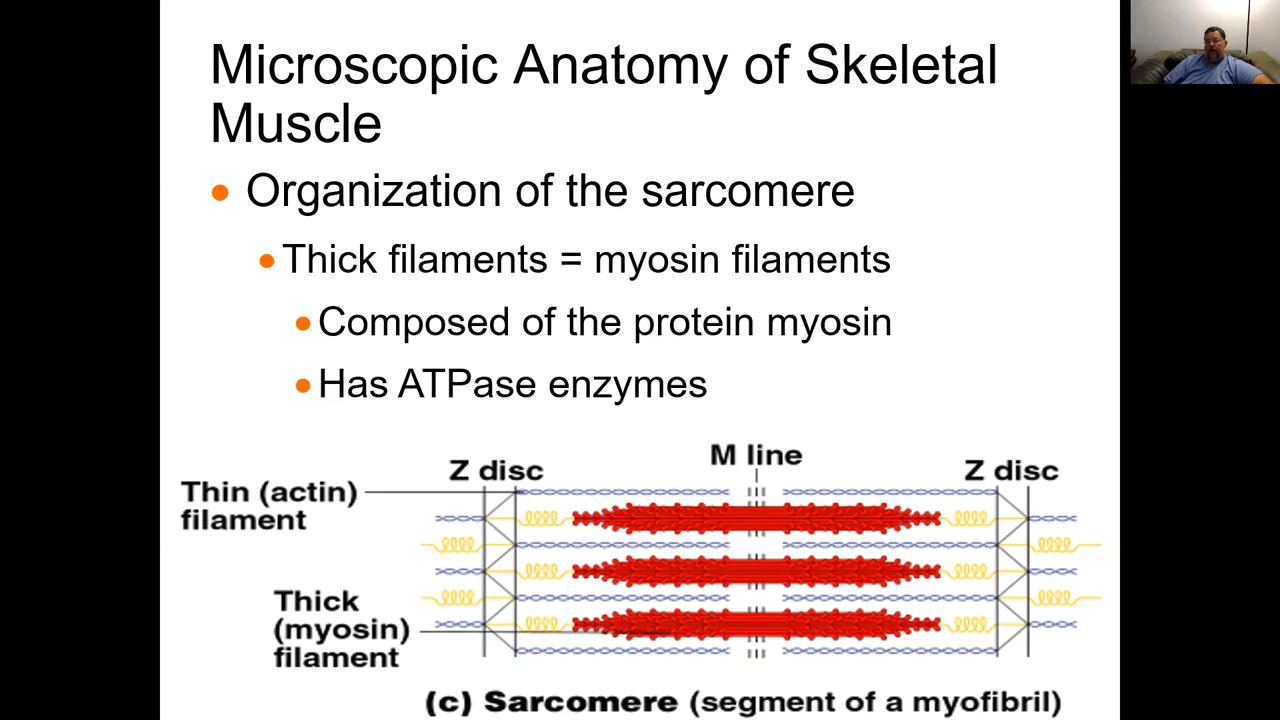 Microscopic Anatomy of Skeletal
Muscle
Organization of the sarcomere
Thick filaments = myosin filaments
Composed of the protein myosin
Has ATPase enzymes
M line
Z disc
Z disc
Thin (actin)
filament
Thick
(myosin)
filament
(c) Sarcomere (segment of a myofibril)